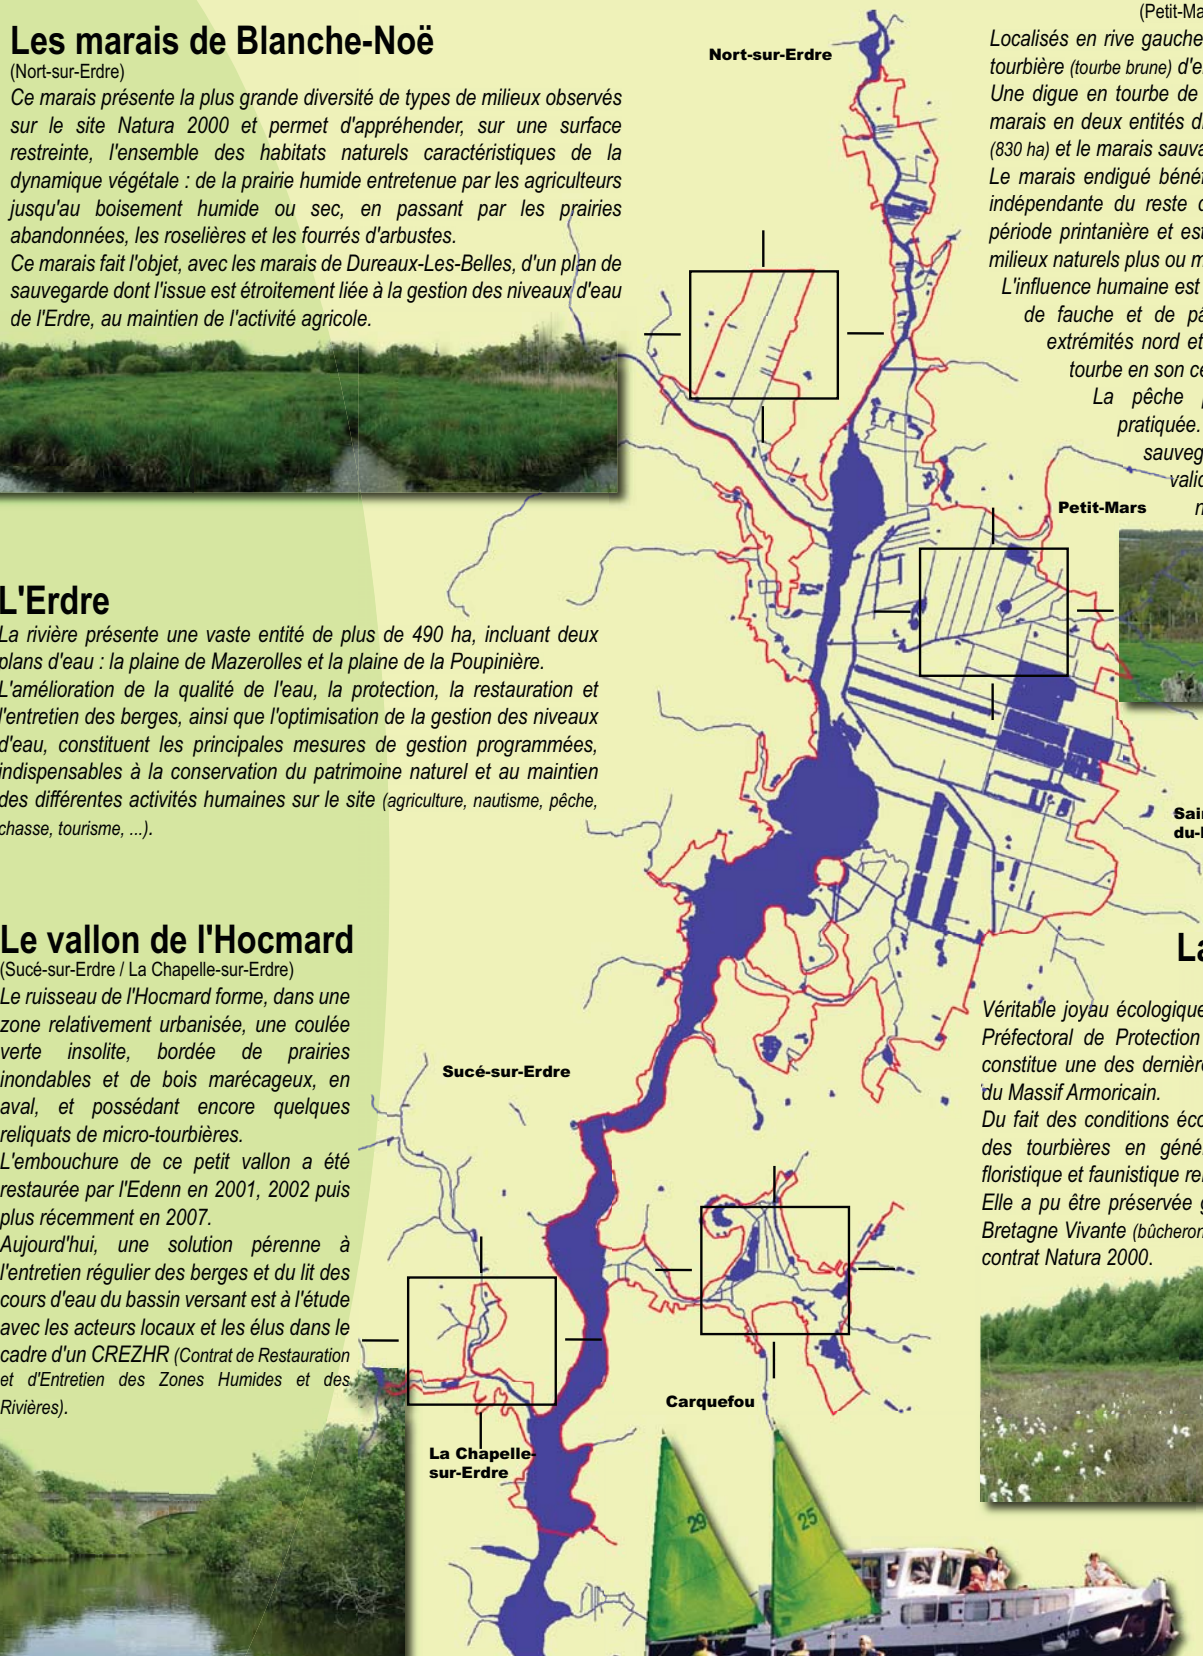 Les marais de Blanche-Noë
(Nort-sur-Erdre)
Ce marais présente la plus grande diversité de types de milieux observés
sur le site Natura 2000 et permet d'appréhender, sur une surface
restreinte, l'ensemble des habitats naturels caractéristiques de la
dynamique végétale : de la prairie humide entretenue par les agriculteurs
jusqu'au boisement humide ou sec, en passant par les prairies
abandonnées, les roselières et les fourrés d'arbustes.
Ce marais fait l'objet, avec les marais de Dureaux-Les-Belles, d'un plan de
sauvegarde dont l'issue est étroitement liée à la gestion des niveaux d'eau
de l'Erdre, au maintien de l'activité agricole.
L'Erdre
La rivière présente une vaste entité de plus de 490 ha, incluant deux
plans d'eau : la plaine de Mazerolles et la plaine de la Poupinière.
L'amélioration de la qualité de l'eau, la protection, la restauration et
l'entretien des berges, ainsi que l'optimisation de la gestion des niveaux
d'eau, constituent les principales mesures de gestion programmées,
indispensables à la conservation du patrimoine naturel et au maintien
des différentes activités humaines sur le site (agriculture, nautisme, pêche,
chasse, tourisme, ...).
Le vallon de l'Hocmard
(Sucé-sur-Erdre / La Chapelle-sur-Erdre)
Le ruisseau de l'Hocmard forme, dans une
zone relativement urbanisée, une coulée
verte insolite, bordée de prairies
inondables et de bois marécageux, en
aval, et possédant encore quelques
reliquats de micro-tourbières.
L'embouchure de ce petit vallon a été
restaurée par l'Edenn en 2001, 2002 puis
plus récemment en 2007.
Aujourd'hui, une solution pérenne à
l'entretien régulier des berges et du lit des
cours d'eau du bassin versant est à l'étude
avec les acteurs locaux et les élus dans le
cadre d'un CREZHR (Contrat de Restauration
et d'Entretien des Zones Humides et des
Rivières).
Nort-sur-Erdre
Petit-Mars
Sucé-sur-Erdre
Carquefou
La Chapelle-
sur-Erdre
29
25
(Petit-Ma
Localisés en rive gauche
tourbière (tourbe brune) d'e
Une digue en tourbe de
marais en deux entités d
(830 ha) et le marais sauva
Le marais endigué bénéf
indépendante du reste d
période printanière et est
milieux naturels plus ou m
L'influence humaine est
de fauche et de pâ
extrémités nord et
tourbe en son ce
La pêche p
pratiquée.
sauveg
valid
n
Sain
du-
La
Véritable joyau écologique
Préfectoral de Protection
constitue une des dernière
du Massif Armoricain.
Du fait des conditions éco
des tourbières en génér
floristique et faunistique re
Elle a pu être préservée g
Bretagne Vivante (bûcheron
contrat Natura 2000.